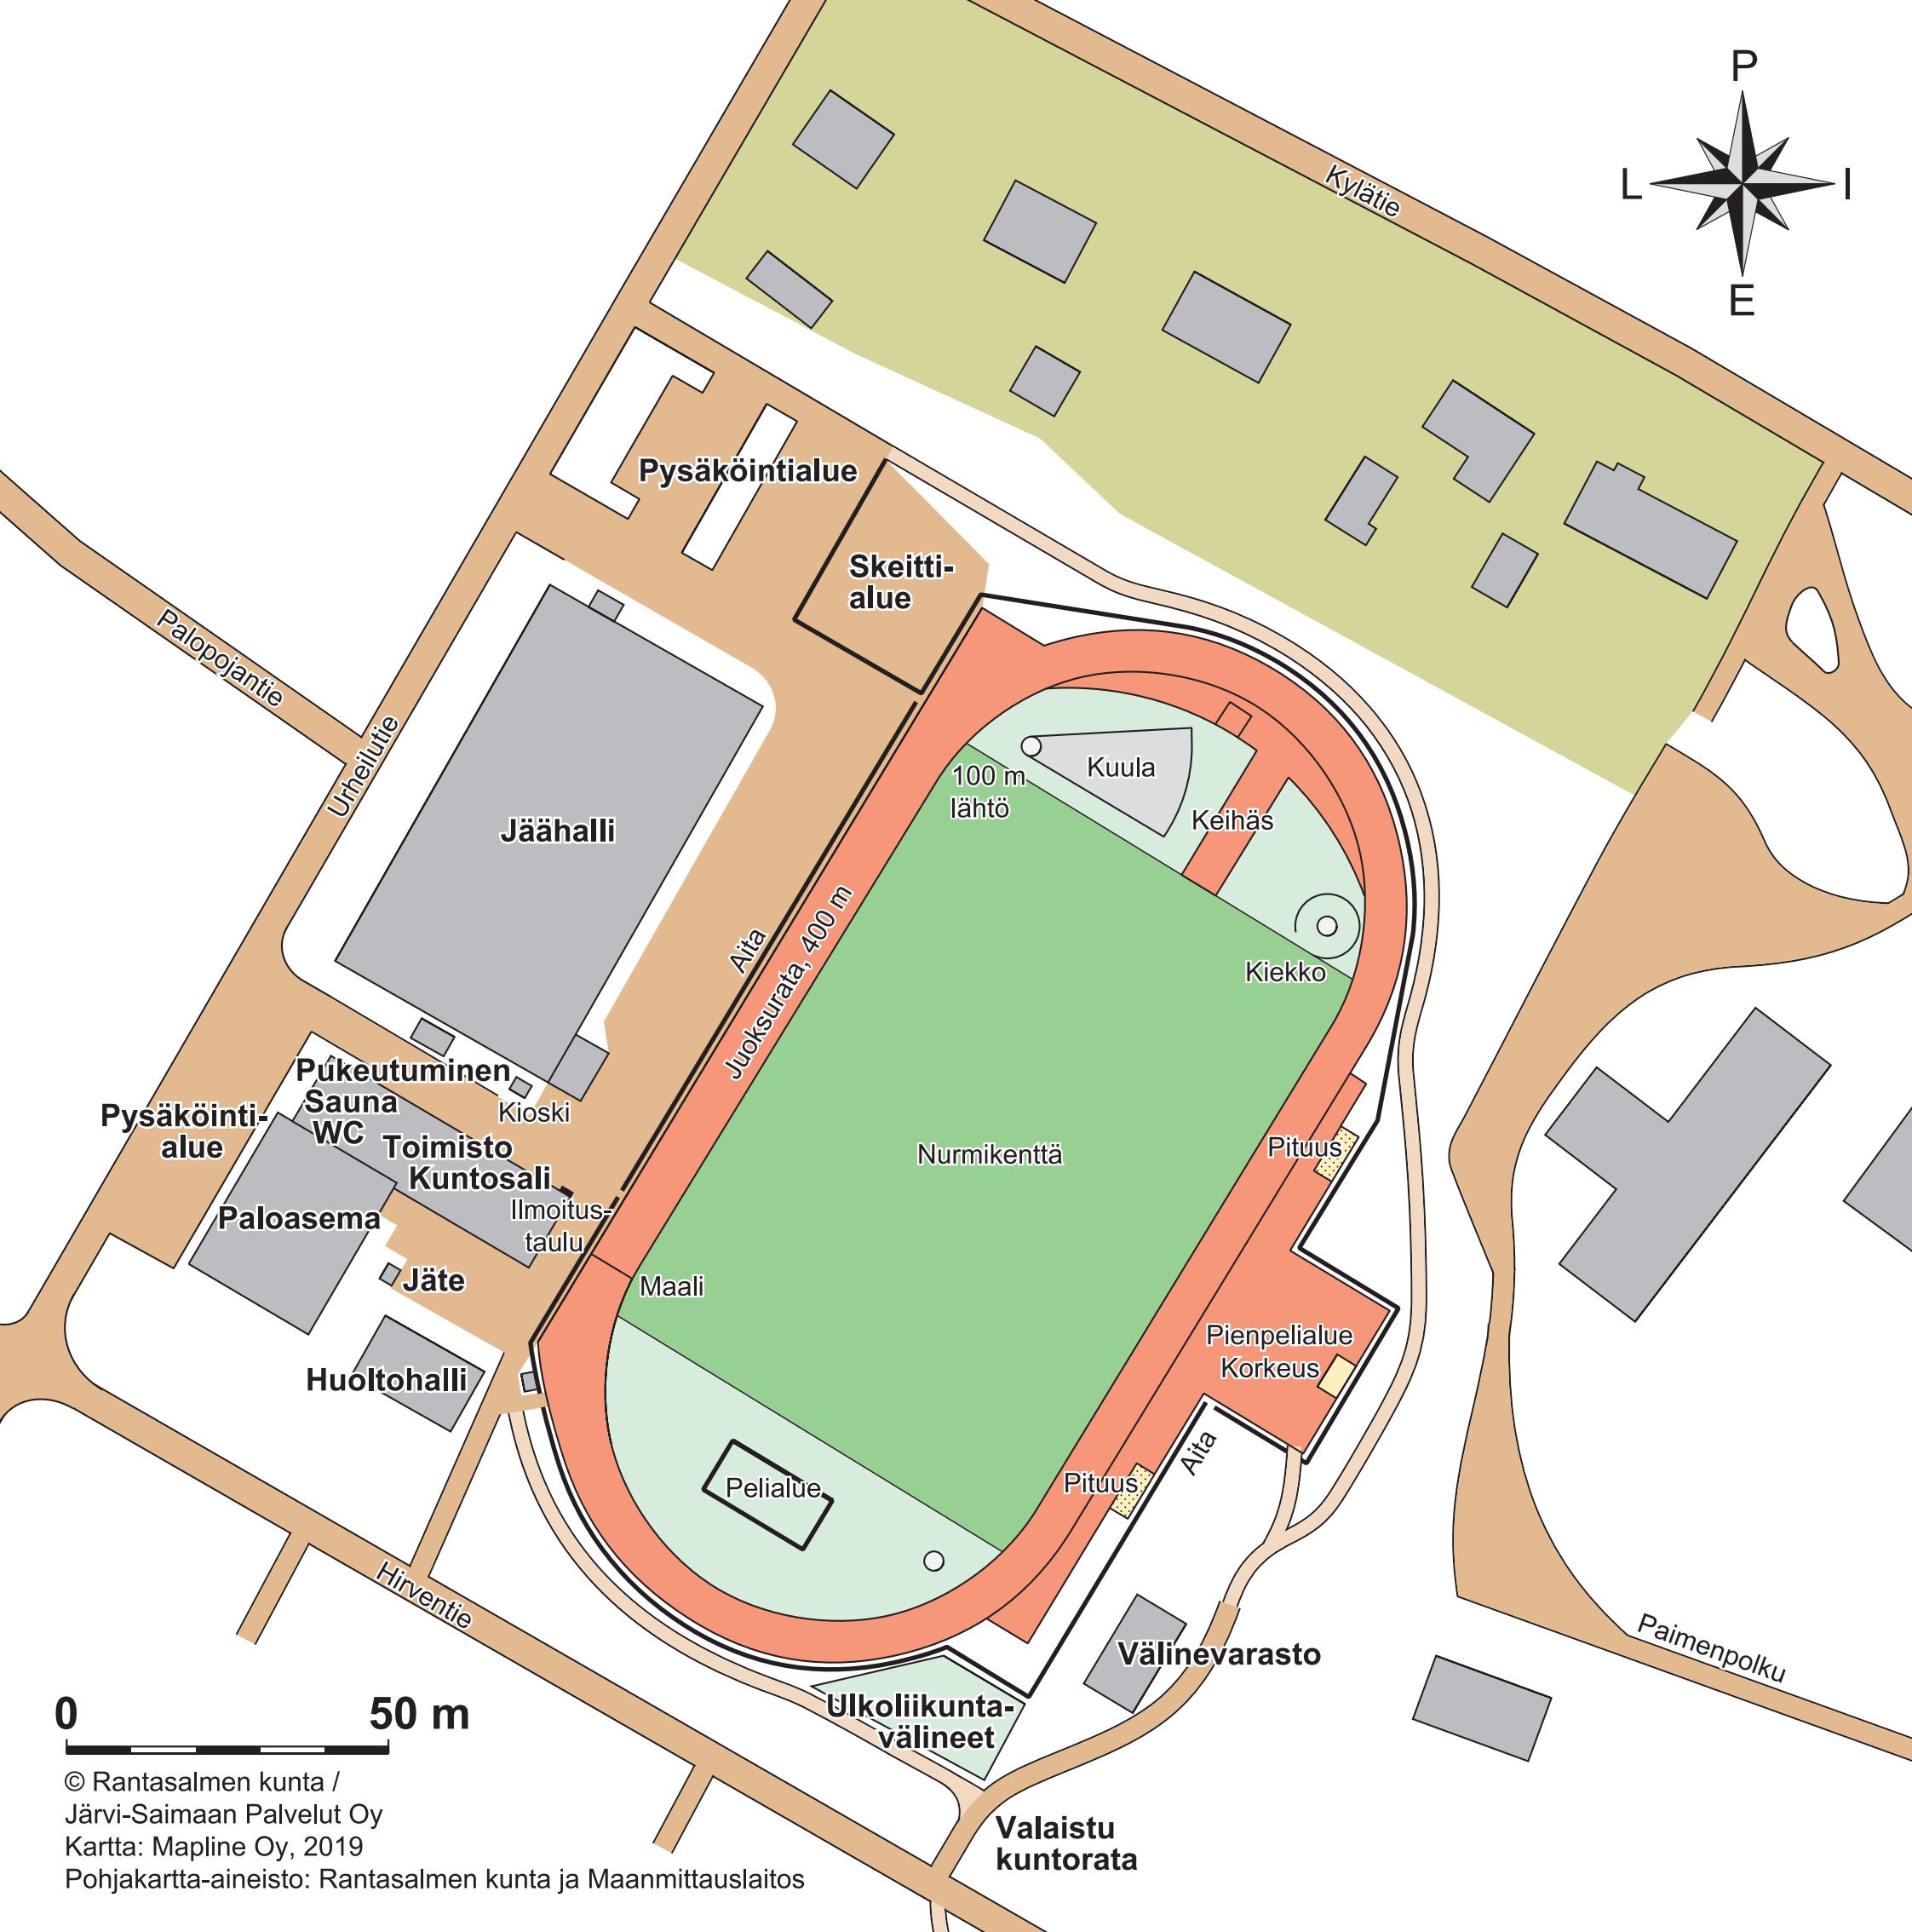 P
L
I
E
Kylätie
Pysäköintialue
Skeitti-
alue
Palopojantie
Urheilutie
Jäähalli
100 m
lähtö
Kuula
Keihäs
Kiekko
Aita
Juoksurata, 400 m
Pukeutuminen
Sauna
WC
Kioski
Pysäköinti-
alue
Toimisto
Kuntosali
Paloasema
Ilmoitus-
taulu
Jäte
Maali
Nurmikenttä
Pituus
Pienpelialue
Korkeus
Huoltohalli
Pelialue
Pituus
Aita
Hirventie
Välinevarasto
Paimenpolku
Ulkoliikunta-
välineet
Valaistu
kuntorata
0 50 m
© Rantasalmen kunta /
Järvi-Saimaan Palvelut Oy
Kartta: Mapline Oy, 2019
Pohjakartta-aineisto: Rantasalmen kunta ja Maanmittauslaitos